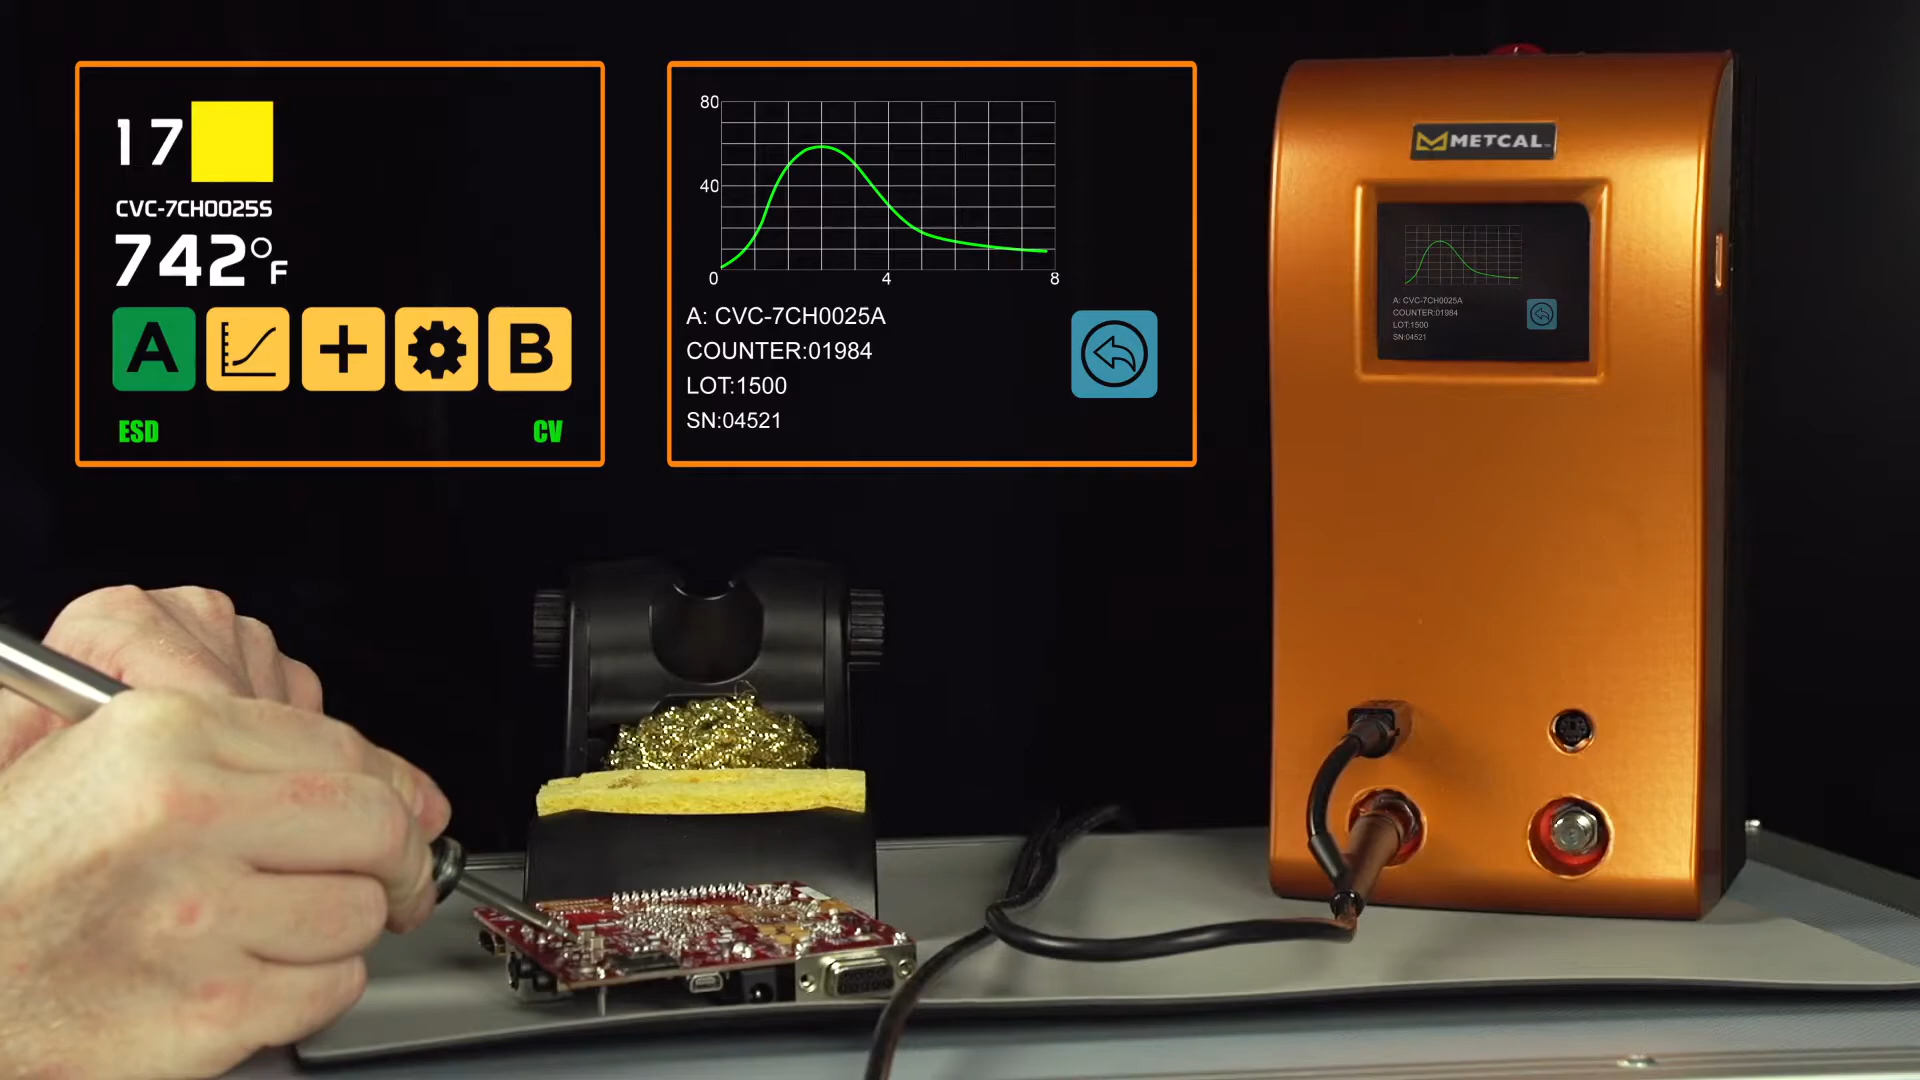 17
CVC-7CH0025S
742°F
A
B
ESD
CV
80
40
0
4
8
A: CVC-7CH0025A
COUNTER:01984
LOT:1500
SN:04521
METCAL
A: CVC-7CH0025A
COUNTER:01984
LOT:1500
SN:04521